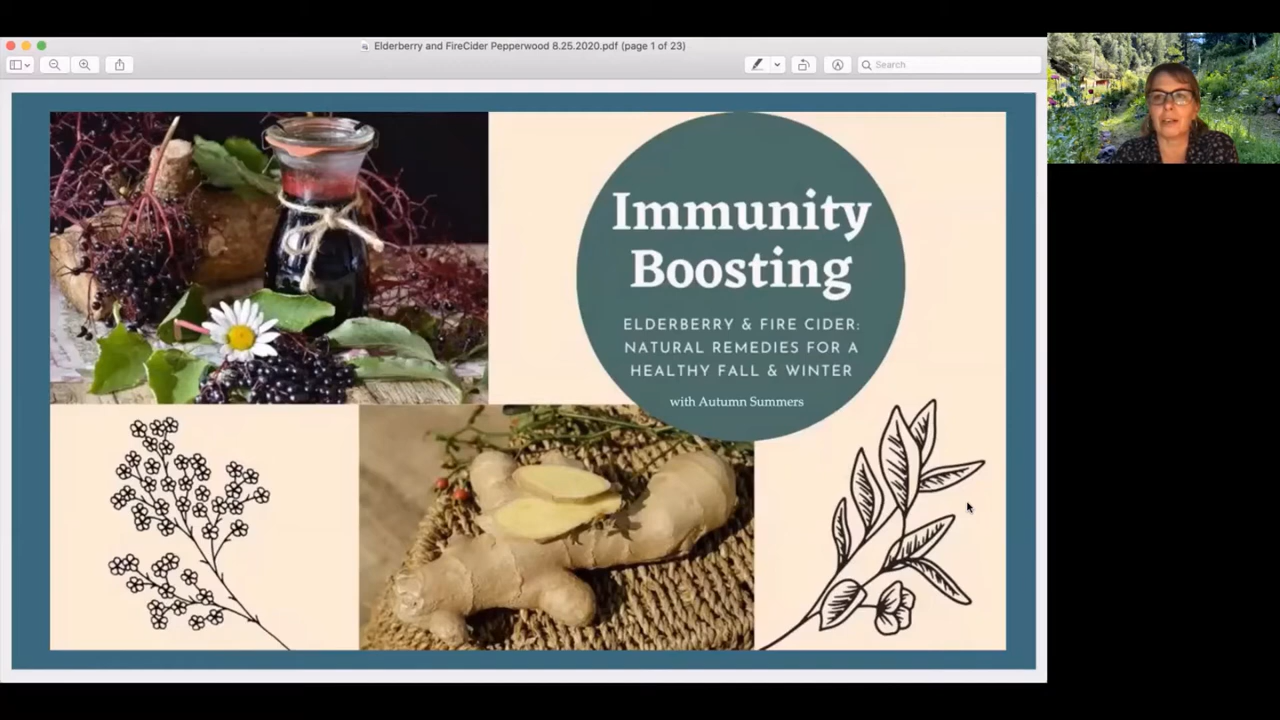 Elderberry and FireCider Pepperwood 8.25.2020.pdf (page 1 of 23)
Search
Immunity
Boosting
ELDERBERRY & FIRE CIDER:
NATURAL REMEDIES FOR A
HEALTHY FALL & WINTER
with Autumn Summers